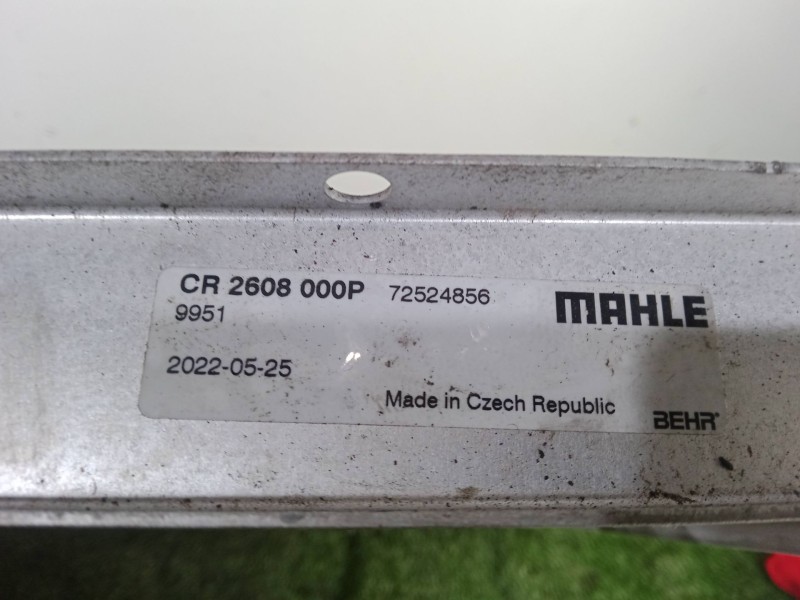 CR 2608 000P 72524856 MAHLE
9951
2022-05-25
Made in Czech Republic BEHR